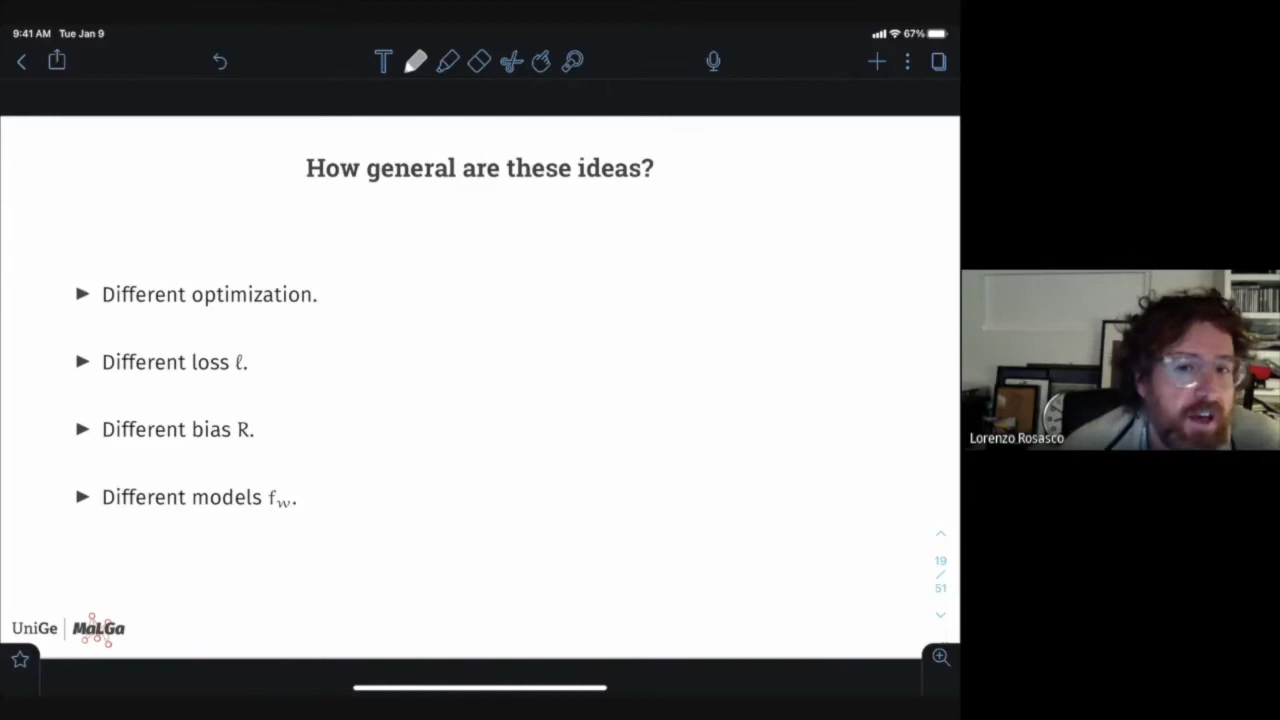 9:41 AM Tue Jan 9
67%
How general are these ideas?
▶ Different optimization.
▶ Different loss ℓ.
▶ Different bias R.
▶ Different models f_w.
19
/
51
UniGe | MaLGa
Lorenzo Rosasco